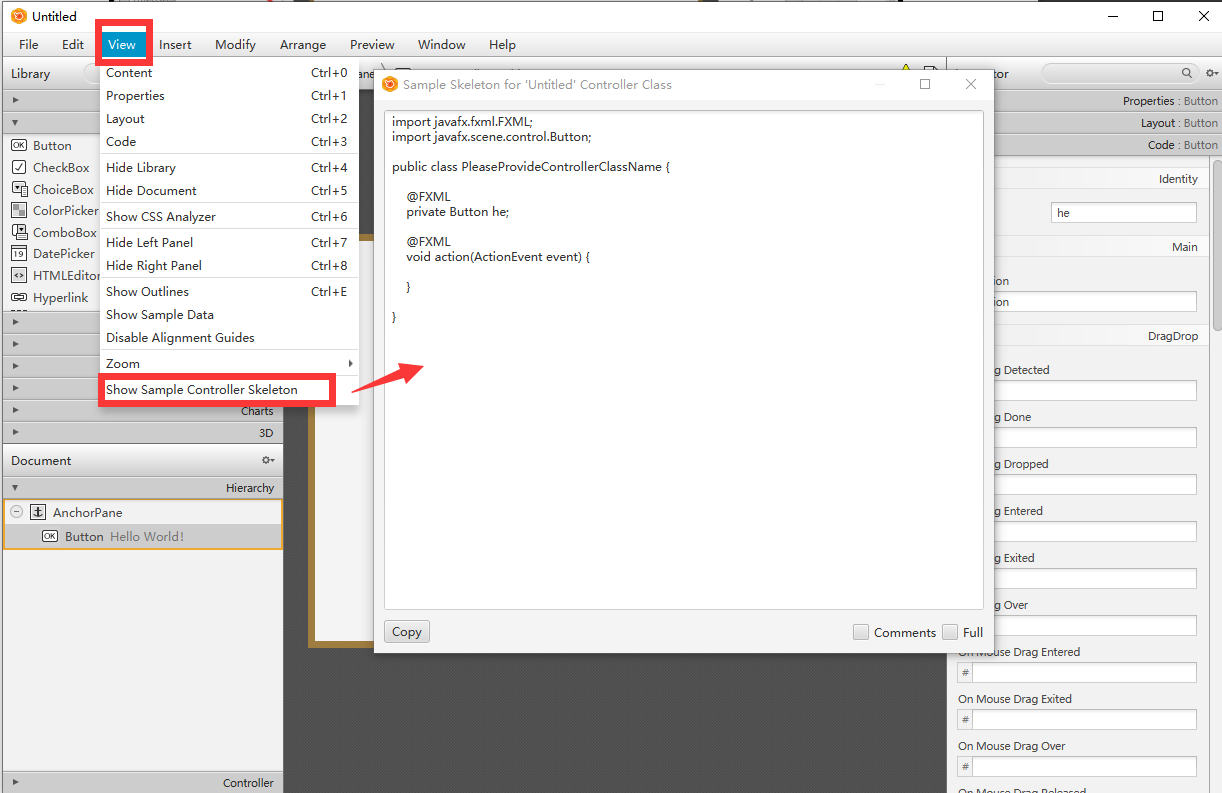 Untitled
File Edit View Insert Modify Arrange Preview Window Help
Library
Button
CheckBox
ChoiceBox
ColorPicker
ComboBox
DatePicker
HTMLEditor
Hyperlink
Charts
3D
Document
Hierarchy
AnchorPane
OK Button Hello World!
Controller
Content Ctrl+0
Properties Ctrl+1
Layout Ctrl+2
Code Ctrl+3
Hide Library Ctrl+4
Hide Document Ctrl+5
Show CSS Analyzer Ctrl+6
Hide Left Panel Ctrl+7
Hide Right Panel Ctrl+8
Show Outlines Ctrl+E
Show Sample Data
Disable Alignment Guides
Zoom
Show Sample Controller Skeleton
Sample Skeleton for 'Untitled' Controller Class
import javafx.fxml.FXML;
import javafx.scene.control.Button;
public class PleaseProvideControllerClassName {
@FXML
private Button he;
@FXML
void action(ActionEvent event) {
}
}
Copy
Comments Full
Properties : Button
Layout : Button
Code : Button
Identity
he
Main
ion
ion
DragDrop
g Detected
g Done
g Dropped
g Entered
g Exited
g Over
On Mouse Drag Entered
#
On Mouse Drag Exited
#
On Mouse Drag Over
#
On Mouse Drag Released